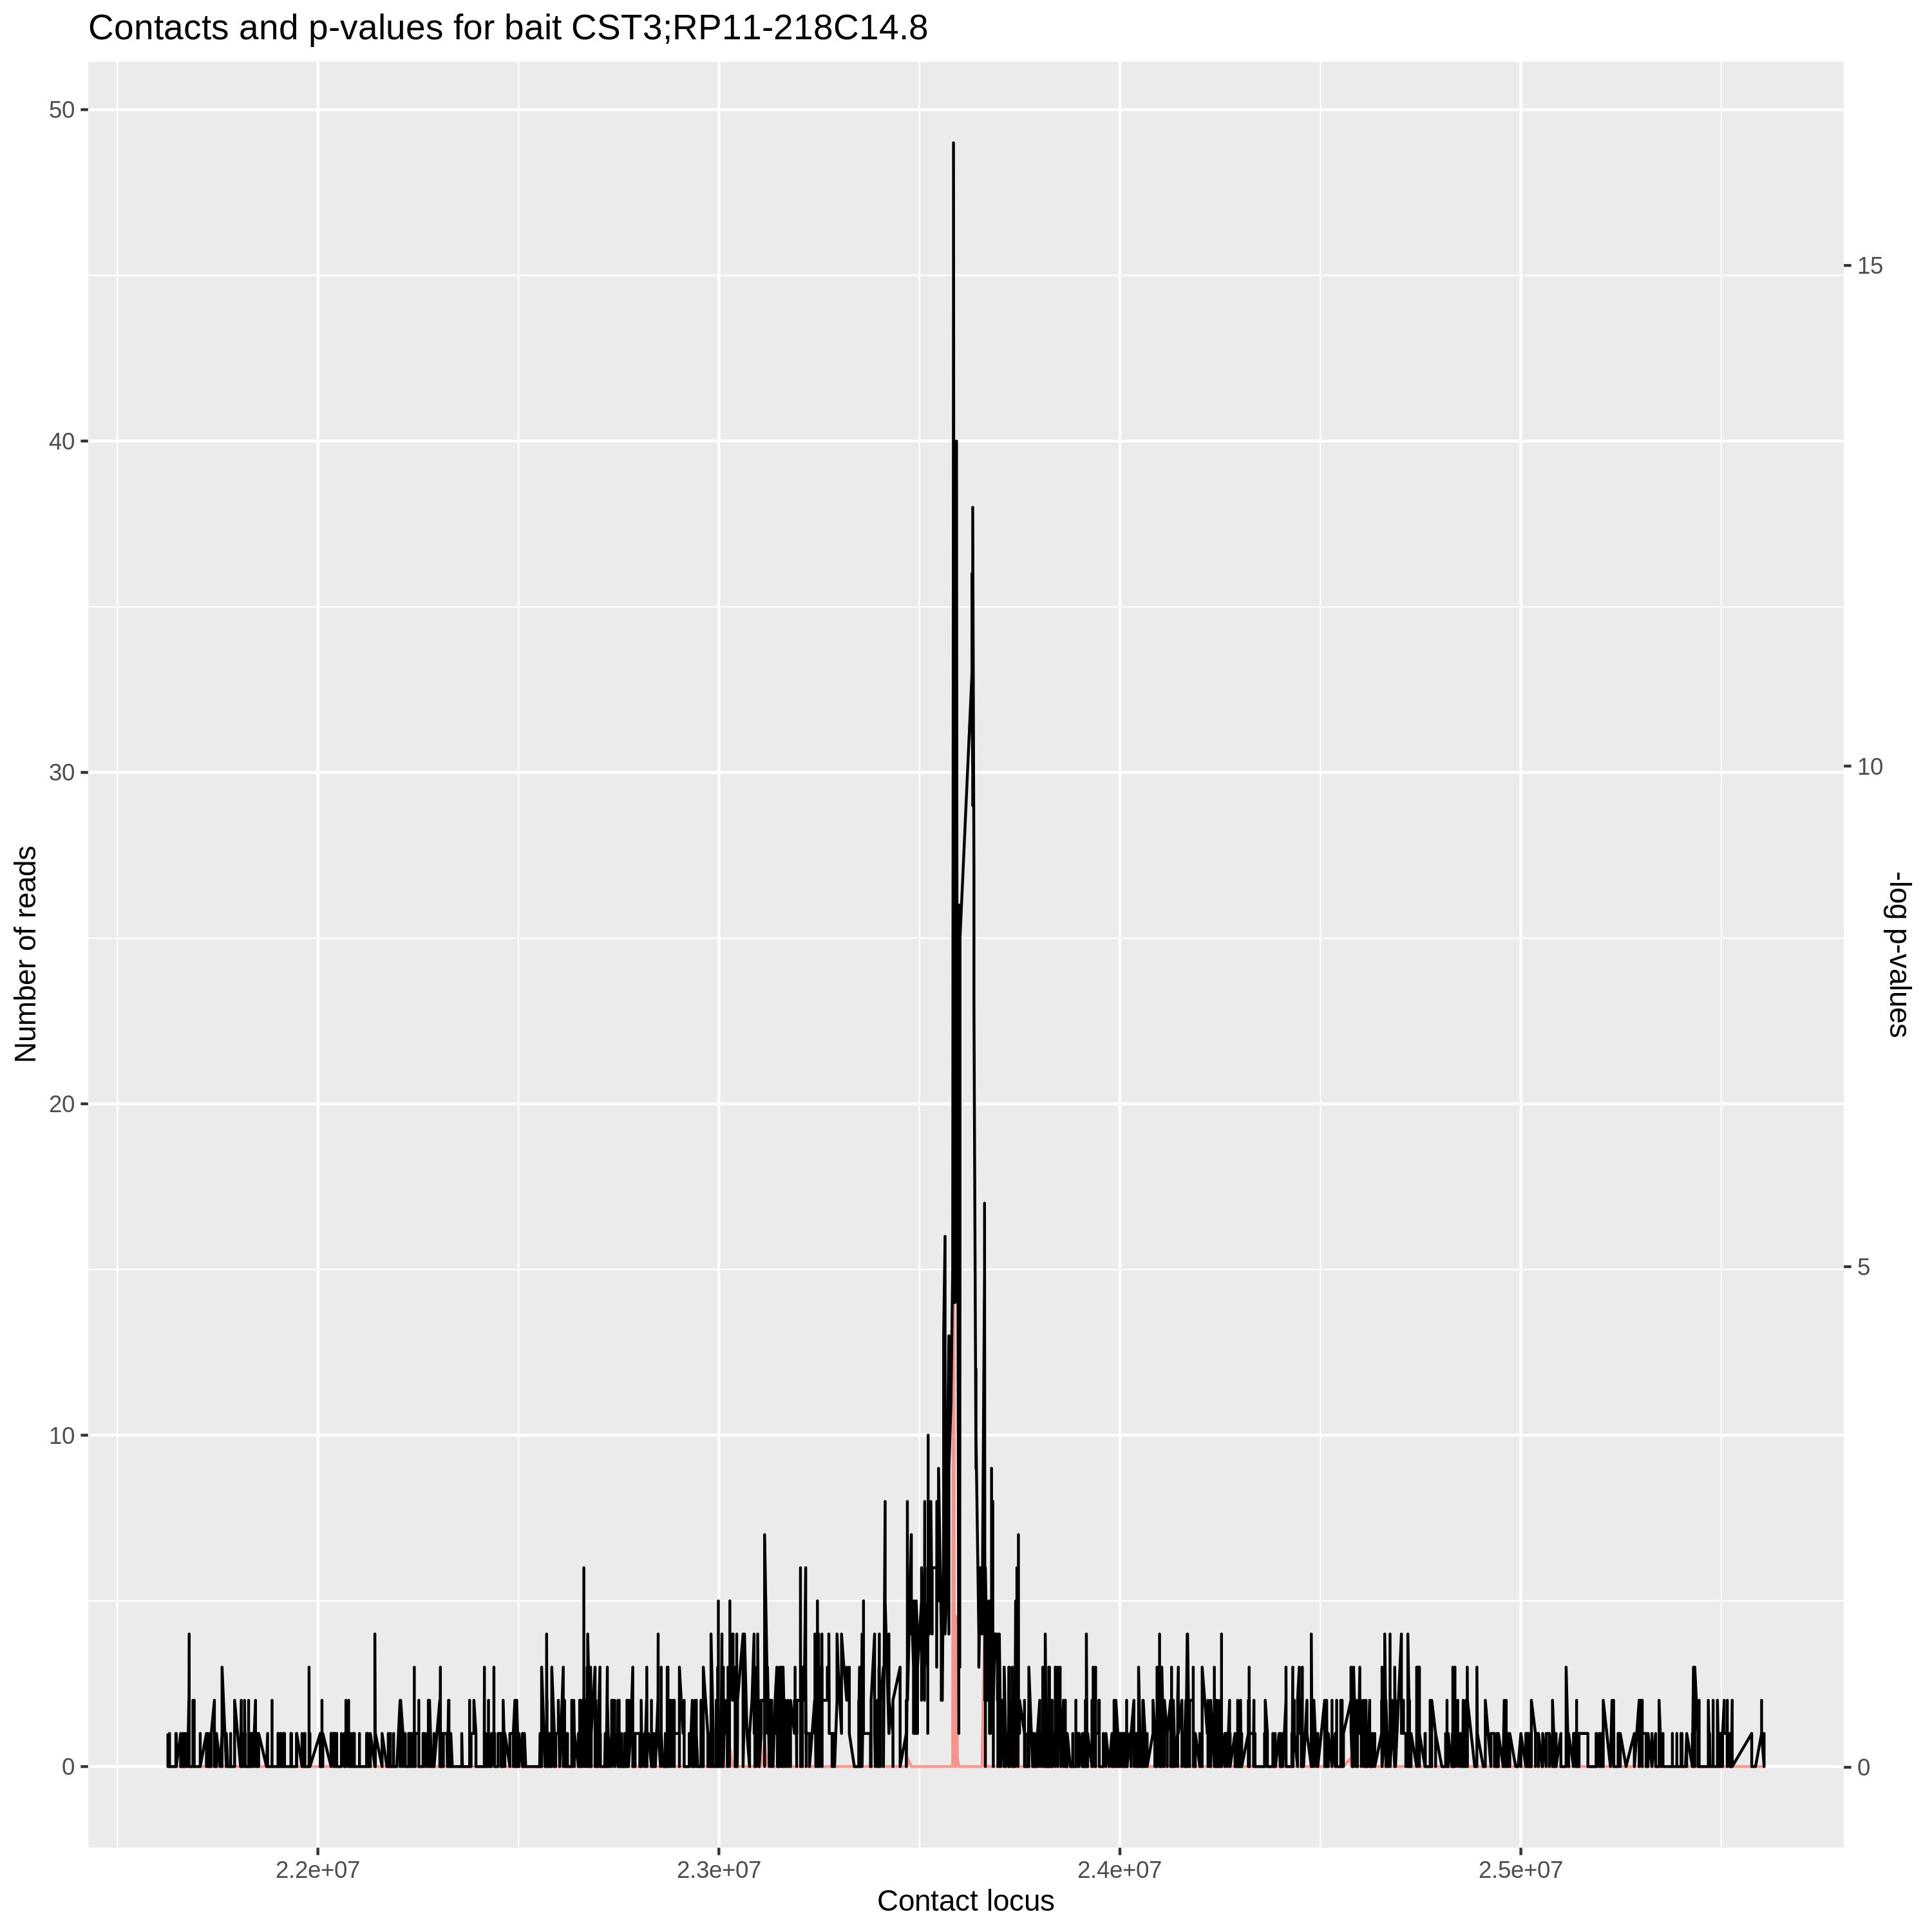 Contacts and p-values for bait CST3;RP11-218C14.8
50
40
30
20
10
0
Number of reads
15
10
5
0
-log p-values
2.2e+07 2.3e+07 2.4e+07 2.5e+07
Contact locus